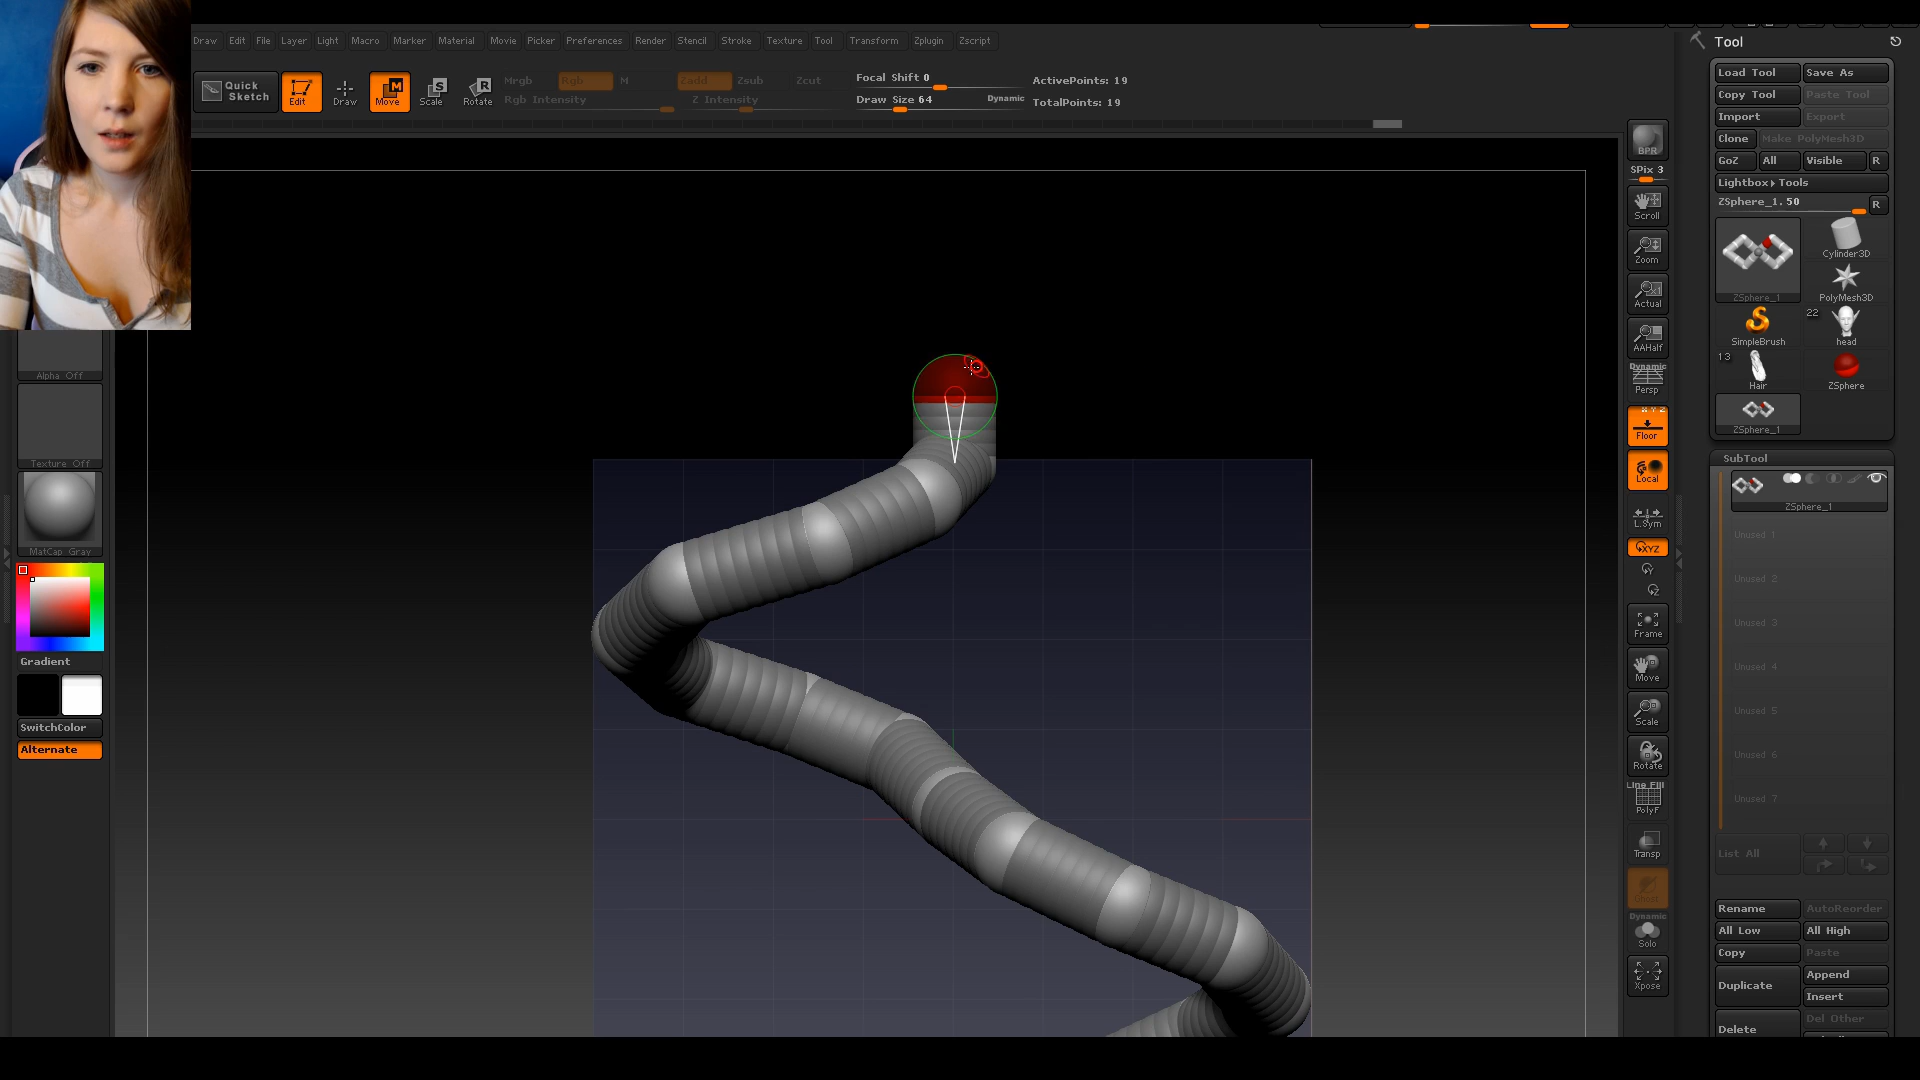 Draw Edit File Layer Light Macro Marker Material Movie Picker Preferences Render Stencil Stroke Texture Tool Transform Zplugin Zscript
Tool
Quick Sketch
Edit
Draw
Move
Scale
Rotate
Mrgb Rgb M
Rgb Intensity
Zadd Zsub Zcut
Z Intensity
Focal Shift 0
Draw Size 64
Dynamic
ActivePoints: 19
TotalPoints: 19
Load Tool Save As
Copy Tool Paste Tool
Import Export
Clone Make PolyMesh3D
GoZ All Visible R
Lightbox▸Tools
ZSphere_1. 50 R
ZSphere_1
Cylinder3D
PolyMesh3D
SimpleBrush
22
head
13
Hair
ZSphere
ZSphere_1
SubTool
ZSphere_1
Unused 1
Unused 2
Unused 3
Unused 4
Unused 5
Unused 6
Unused 7
List All
Rename AutoReorder
All Low All High
Copy Paste
Duplicate
Append
Insert
Delete
Del Other
BPR
SPix 3
Scroll
Zoom
Actual
AAHalf
Dynamic
Persp
X Y Z
Floor
Local
L.Sym
XYZ
Y
Z
Frame
Move
Scale
Rotate
Line Fill
PolyF
Transp
Dynamic
Solo
Xpose
Alpha Off
Texture Off
MatCap Gray
Gradient
SwitchColor
Alternate